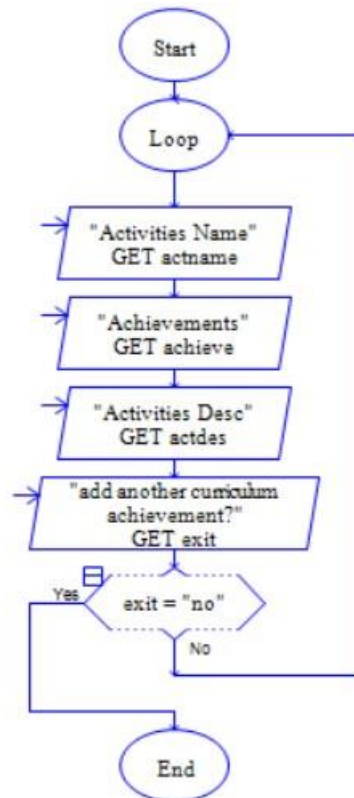 Start
Loop
"Activities Name"
GET actname
"Achievements"
GET achieve
"Activities Desc"
GET actdes
"add another curriculum
achievement?"
GET exit
Yes
exit = "no"
No
End